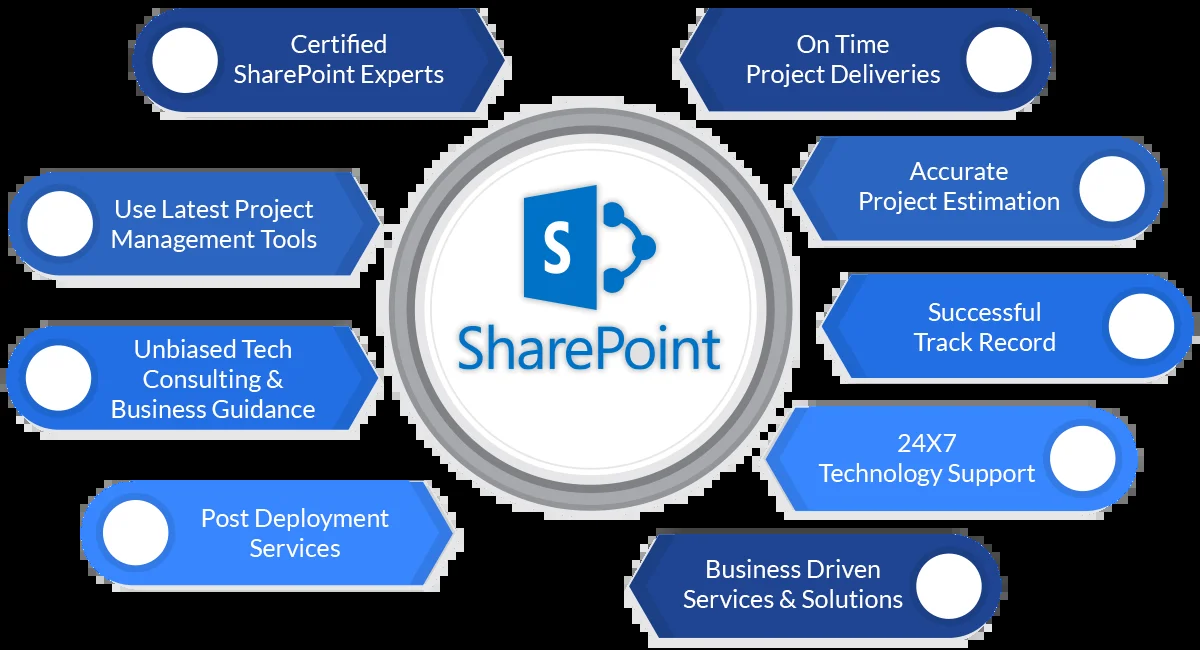 Certified
SharePoint Experts
On Time
Project Deliveries
Use Latest Project
Management Tools
Accurate
Project Estimation
S
SharePoint
Unbiased Tech
Consulting &
Business Guidance
Successful
Track Record
Post Deployment
Services
24X7
Technology Support
Business Driven
Services & Solutions